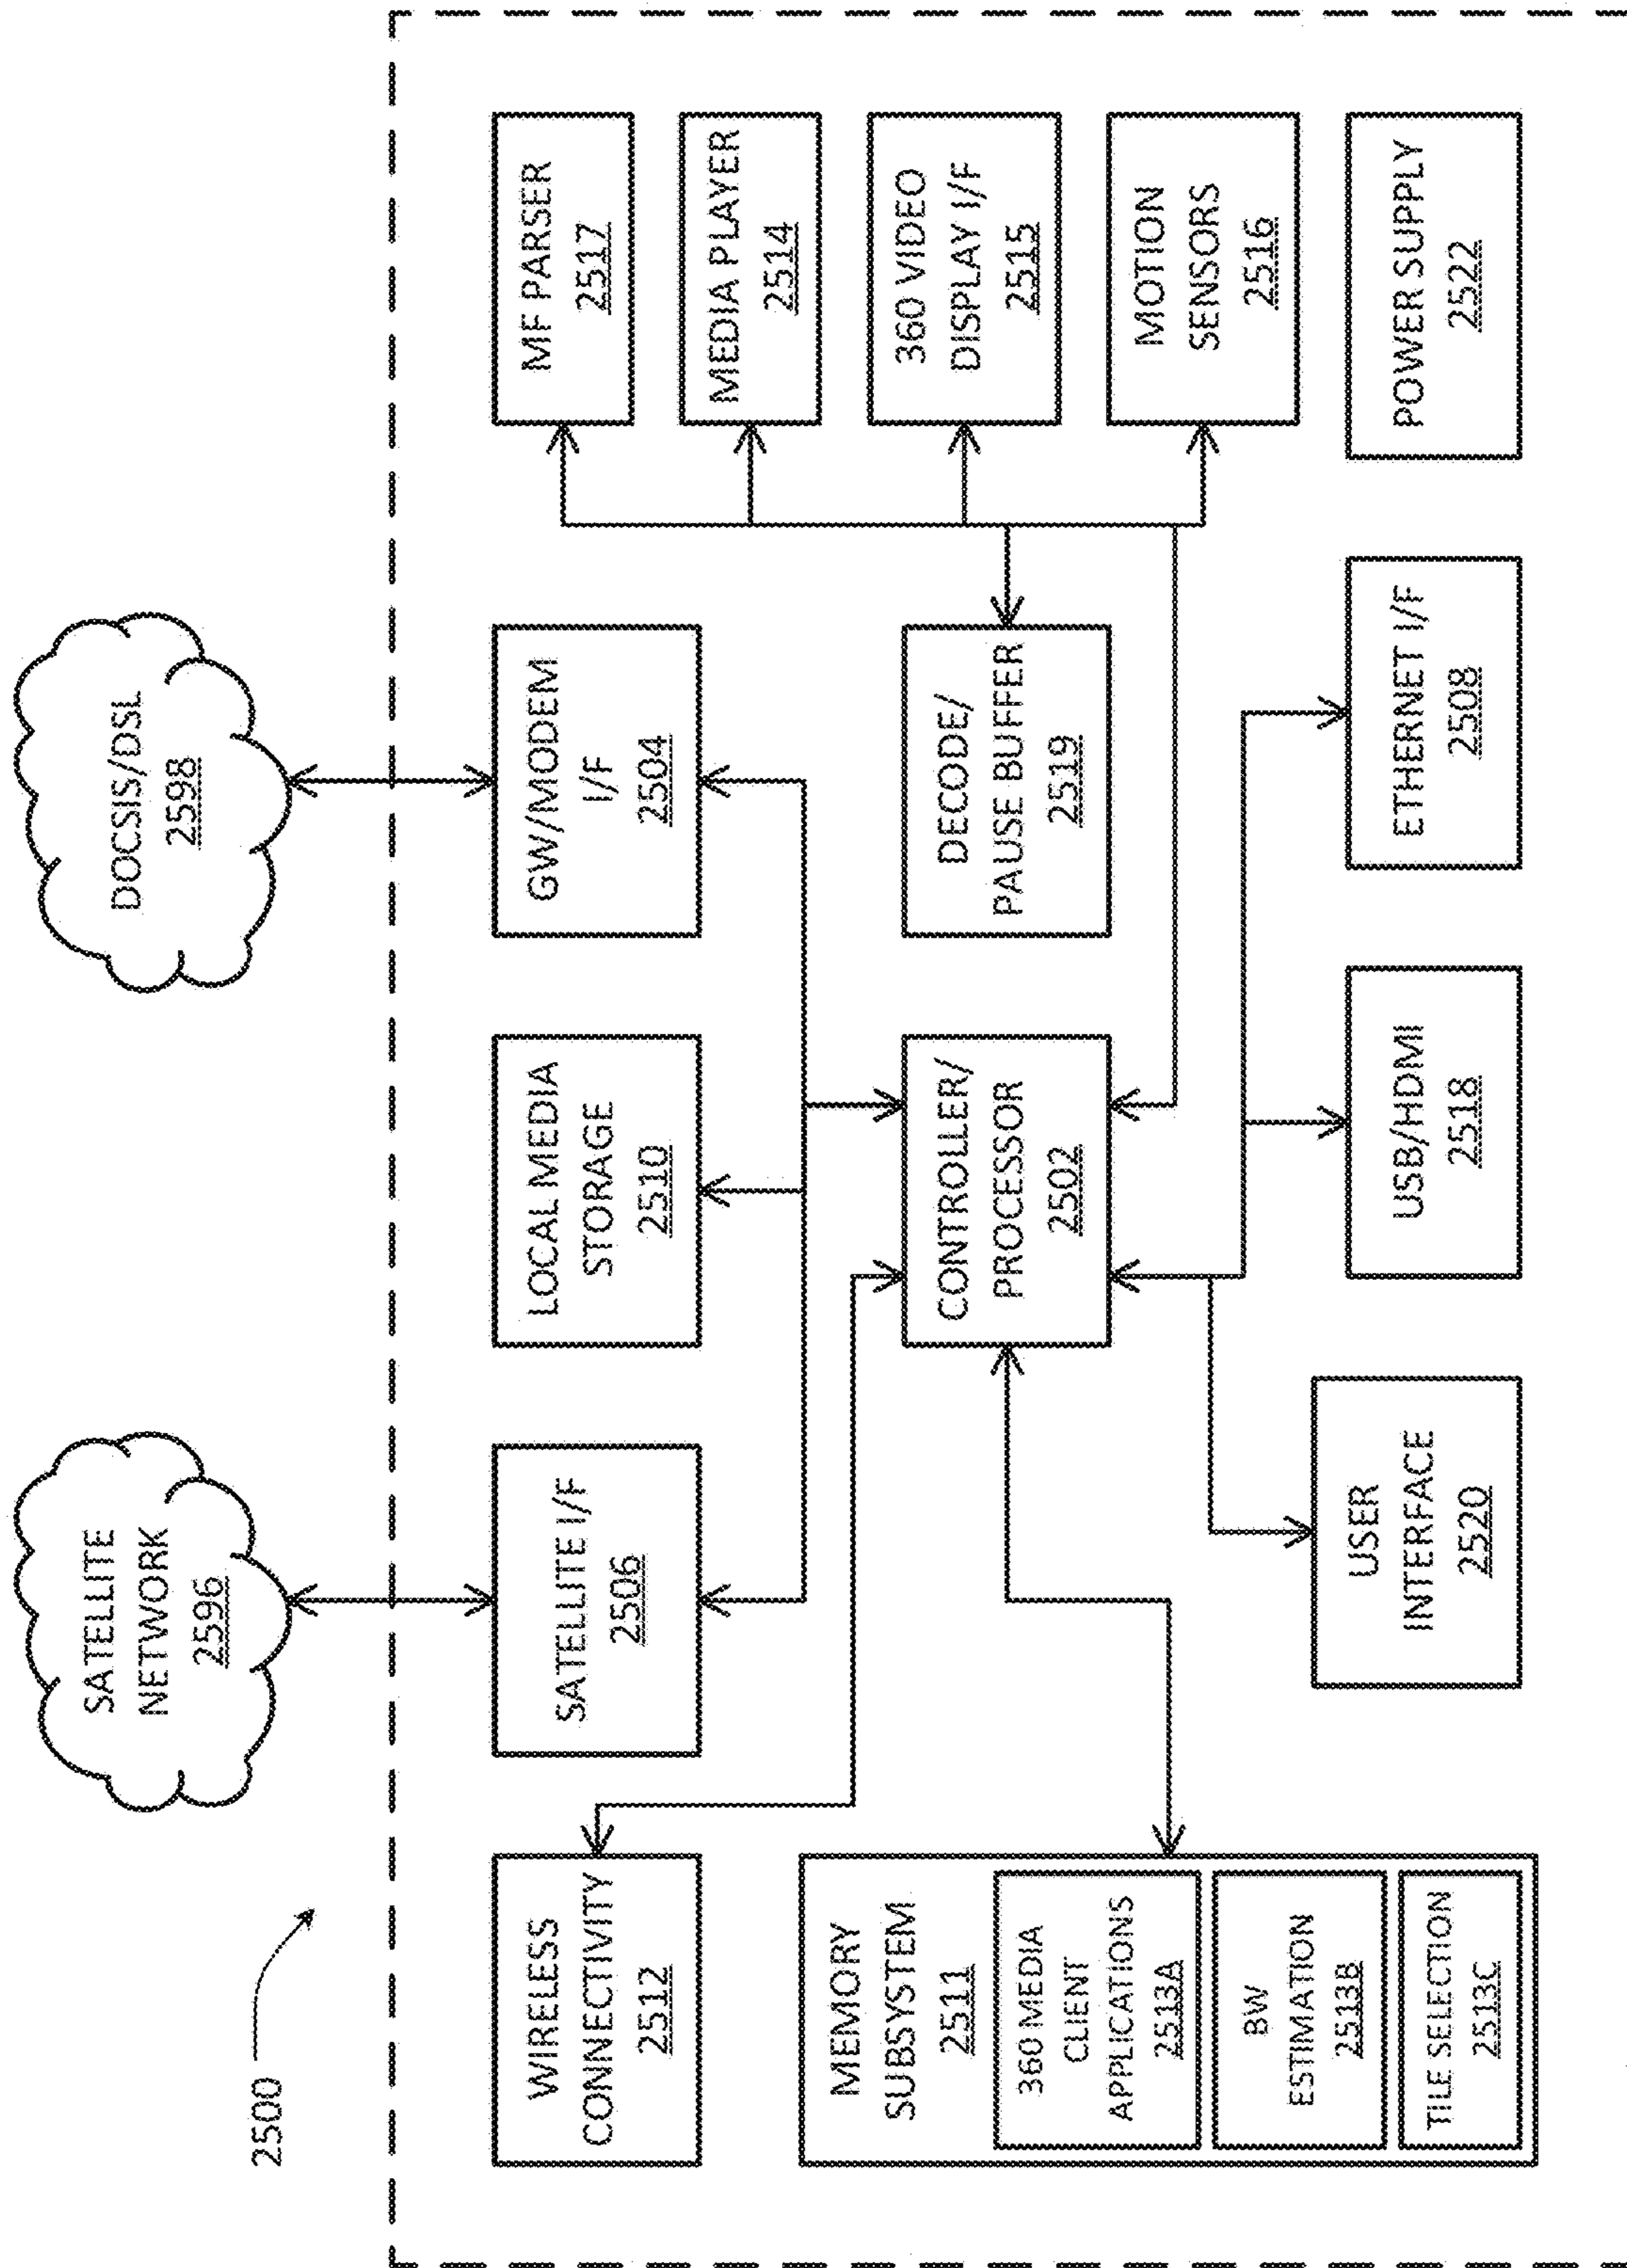 2500
SATELLITE
NETWORK
2596
DOCSIS/DSL
2598
WIRELESS
CONNECTIVITY
2512
SATELLITE I/F
2506
LOCAL MEDIA
STORAGE
2510
GW/MODEM
I/F
2504
MF PARSER
2517
MEDIA PLAYER
2514
360 VIDEO
DISPLAY I/F
2515
MOTION
SENSORS
2516
MEMORY
SUBSYSTEM
2511
360 MEDIA
CLIENT
APPLICATIONS
2513A
BW
ESTIMATION
2513B
TILE SELECTION
2513C
CONTROLLER/
PROCESSOR
2502
DECODE/
PAUSE BUFFER
2519
USER
INTERFACE
2520
USB/HDMI
2518
ETHERNET I/F
2508
POWER SUPPLY
2522